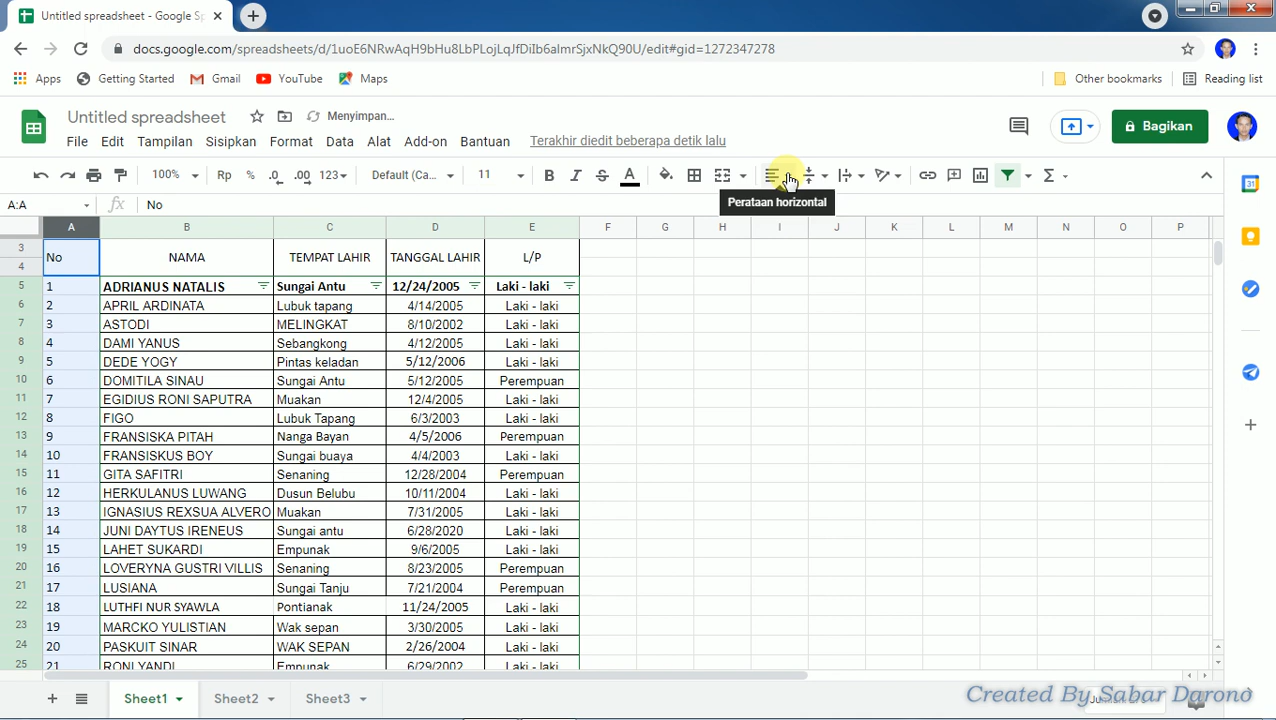 Untitled spreadsheet - Google Sp
docs.google.com/spreadsheets/d/1uoE6NRwAqH9bHu8LbPLojLqJfDiIb6aImrSjxNkQ90U/edit#gid=1272347278
Apps Getting Started Gmail YouTube Maps Other bookmarks Reading list
Untitled spreadsheet Menyimpan...
File Edit Tampilan Sisipkan Format Data Alat Add-on Bantuan Terakhir diedit beberapa detik lalu
Bagikan
100% Rp % .0 .00 123 Default (Ca... 11 B I S A Σ
Perataan horizontal
A:A fx No
A B C D E F G H I J K L M N O P
3
4
No NAMA TEMPAT LAHIR TANGGAL LAHIR L/P
5 1 ADRIANUS NATALIS Sungai Antu 12/24/2005 Laki - laki
6 2 APRIL ARDINATA Lubuk tapang 4/14/2005 Laki - laki
7 3 ASTODI MELINGKAT 8/10/2002 Laki - laki
8 4 DAMI YANUS Sebangkong 4/12/2005 Laki - laki
9 5 DEDE YOGY Pintas keladan 5/12/2006 Laki - laki
10 6 DOMITILA SINAU Sungai Antu 5/12/2005 Perempuan
11 7 EGIDIUS RONI SAPUTRA Muakan 12/4/2005 Laki - laki
12 8 FIGO Lubuk Tapang 6/3/2003 Laki - laki
13 9 FRANSISKA PITAH Nanga Bayan 4/5/2006 Perempuan
14 10 FRANSISKUS BOY Sungai buaya 4/4/2003 Laki - laki
15 11 GITA SAFITRI Senaning 12/28/2004 Perempuan
16 12 HERKULANUS LUWANG Dusun Belubu 10/11/2004 Laki - laki
17 13 IGNASIUS REXSUA ALVERO Muakan 7/31/2005 Laki - laki
18 14 JUNI DAYTUS IRENEUS Sungai antu 6/28/2020 Laki - laki
19 15 LAHET SUKARDI Empunak 9/6/2005 Laki - laki
20 16 LOVERYNA GUSTRI VILLIS Senaning 8/23/2005 Perempuan
21 17 LUSIANA Sungai Tanju 7/21/2004 Perempuan
22 18 LUTHFI NUR SYAWLA Pontianak 11/24/2005 Laki - laki
23 19 MARCKO YULISTIAN Wak sepan 3/30/2005 Laki - laki
24 20 PASKUIT SINAR WAK SEPAN 2/26/2004 Laki - laki
25 21 RONI YANDI Empunak 6/29/2002 Laki - laki
Sheet1 Sheet2 Sheet3
Created By Sabar Darono